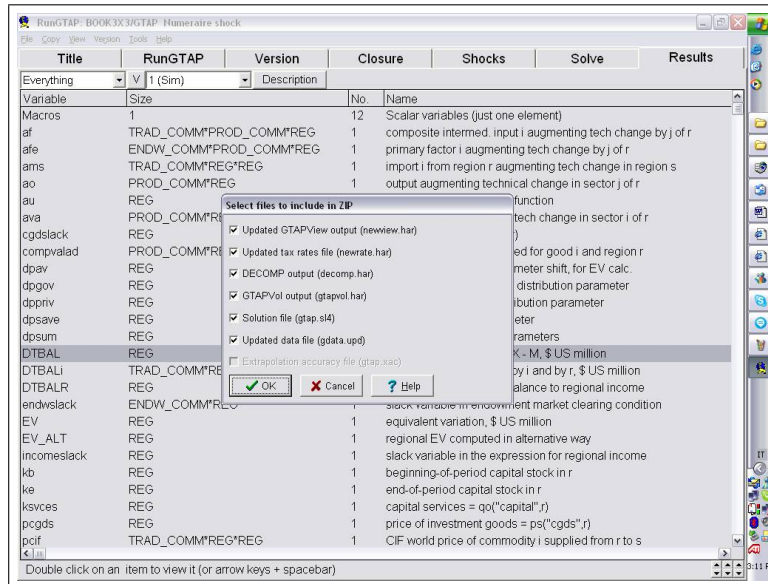 RunGTAP: BOOK3X3/GTAP Numeraire shock
File Copy View Version Tools Help
Title RunGTAP Version Closure Shocks Solve Results
Everything V 1 (Sim) Description
Variable Size No. Name
Macros 1 12 Scalar variables (just one element)
af TRAD_COMM*PROD_COMM*REG 1 composite intermed. input i augmenting tech change by j of r
afe ENDW_COMM*PROD_COMM*REG 1 primary factor i augmenting tech change by j of r
ams TRAD_COMM*REG*REG 1 import i from region r augmenting tech change in region s
ao PROD_COMM*REG 1 output augmenting technical change in sector j of r
au REG function
ava PROD_COMM*RE tech change in sector i of r
cgdslack REG
compvalad PROD_COMM*RE ed for good i and region r
dpav REG meter shift, for EV calc.
dpgov REG distribution parameter
dppriv REG ibution parameter
dpsave REG eter
dpsum REG rameters
DTBAL REG X - M, $ US million
DTBALi TRAD_COMM*RE by i and by r, $ US million
DTBALR REG alance to regional income
endwslack ENDW_COMM*REG 1 slack variable in endowment market clearing condition
EV REG 1 equivalent variation, $ US million
EV_ALT REG 1 regional EV computed in alternative way
incomeslack REG 1 slack variable in the expression for regional income
kb REG 1 beginning-of-period capital stock in r
ke REG 1 end-of-period capital stock in r
ksvces REG 1 capital services = qo("capital",r)
pcgds REG 1 price of investment goods = ps("cgds",r)
pcif TRAD_COMM*REG*REG 1 CIF world price of commodity i supplied from r to s
Double click on an item to view it (or arrow keys + spacebar)
Select files to include in ZIP
Updated GTAPView output (newview.har)
Updated tax rates file (newrate.har)
DECOMP output (decomp.har)
GTAPVol output (gtapvol.har)
Solution file (gtap.sl4)
Updated data file (gdata.upd)
Extrapolation accuracy file (gtap.xac)
OK Cancel Help
IT
3:11 F